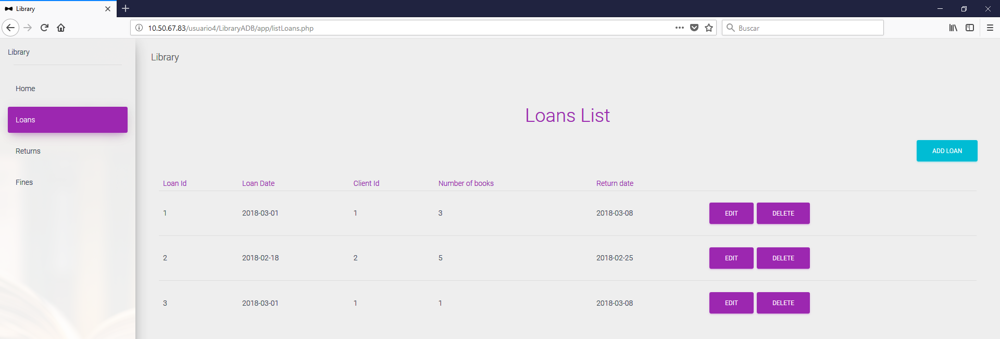 Library
10.50.67.83/usuario4/LibraryADB/app/listLoans.php
Buscar
Library
Home
Loans
Returns
Fines
Library
Loans List
ADD LOAN
Loan Id Loan Date Client Id Number of books Return date
1 2018-03-01 1 3 2018-03-08 EDIT DELETE
2 2018-02-18 2 5 2018-02-25 EDIT DELETE
3 2018-03-01 1 1 2018-03-08 EDIT DELETE